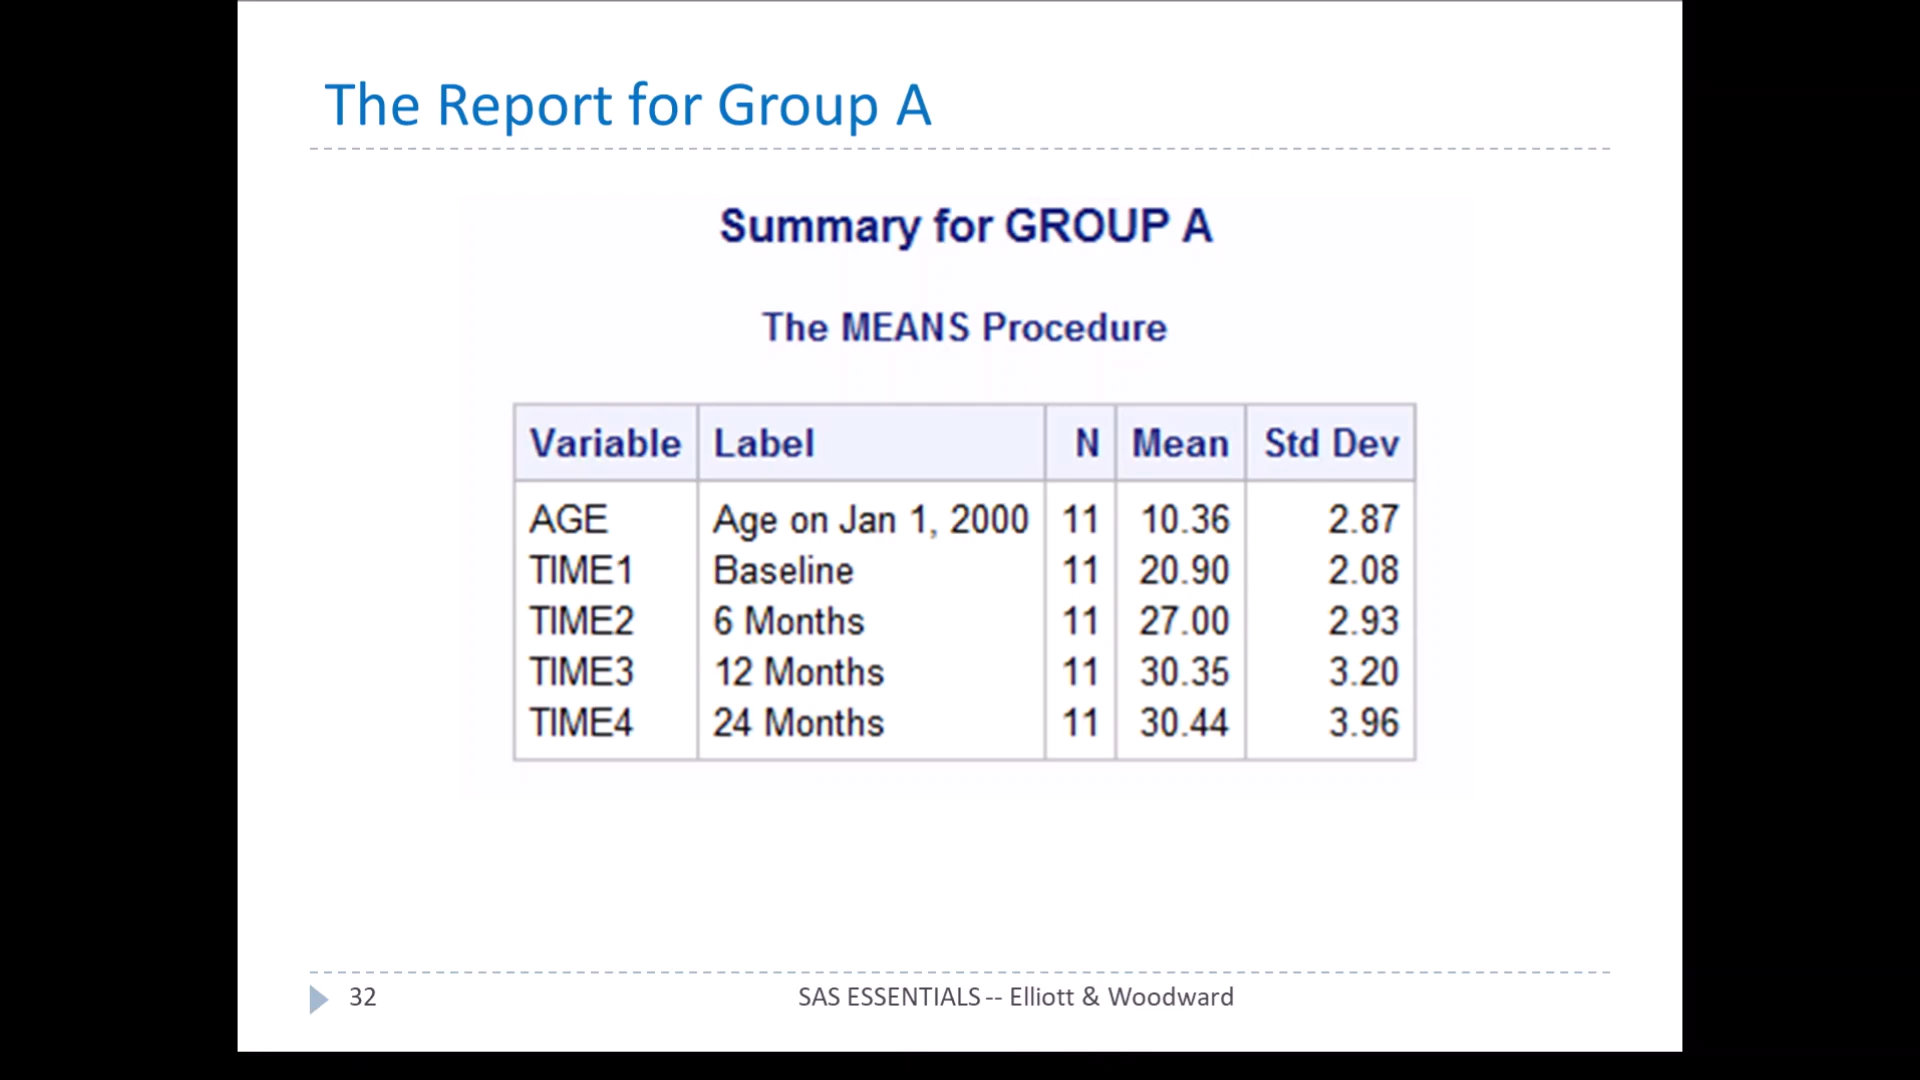 The Report for Group A
Summary for GROUP A
The MEANS Procedure
Variable Label N Mean Std Dev
AGE Age on Jan 1, 2000 11 10.36 2.87
TIME1 Baseline 11 20.90 2.08
TIME2 6 Months 11 27.00 2.93
TIME3 12 Months 11 30.35 3.20
TIME4 24 Months 11 30.44 3.96
32 SAS ESSENTIALS -- Elliott & Woodward